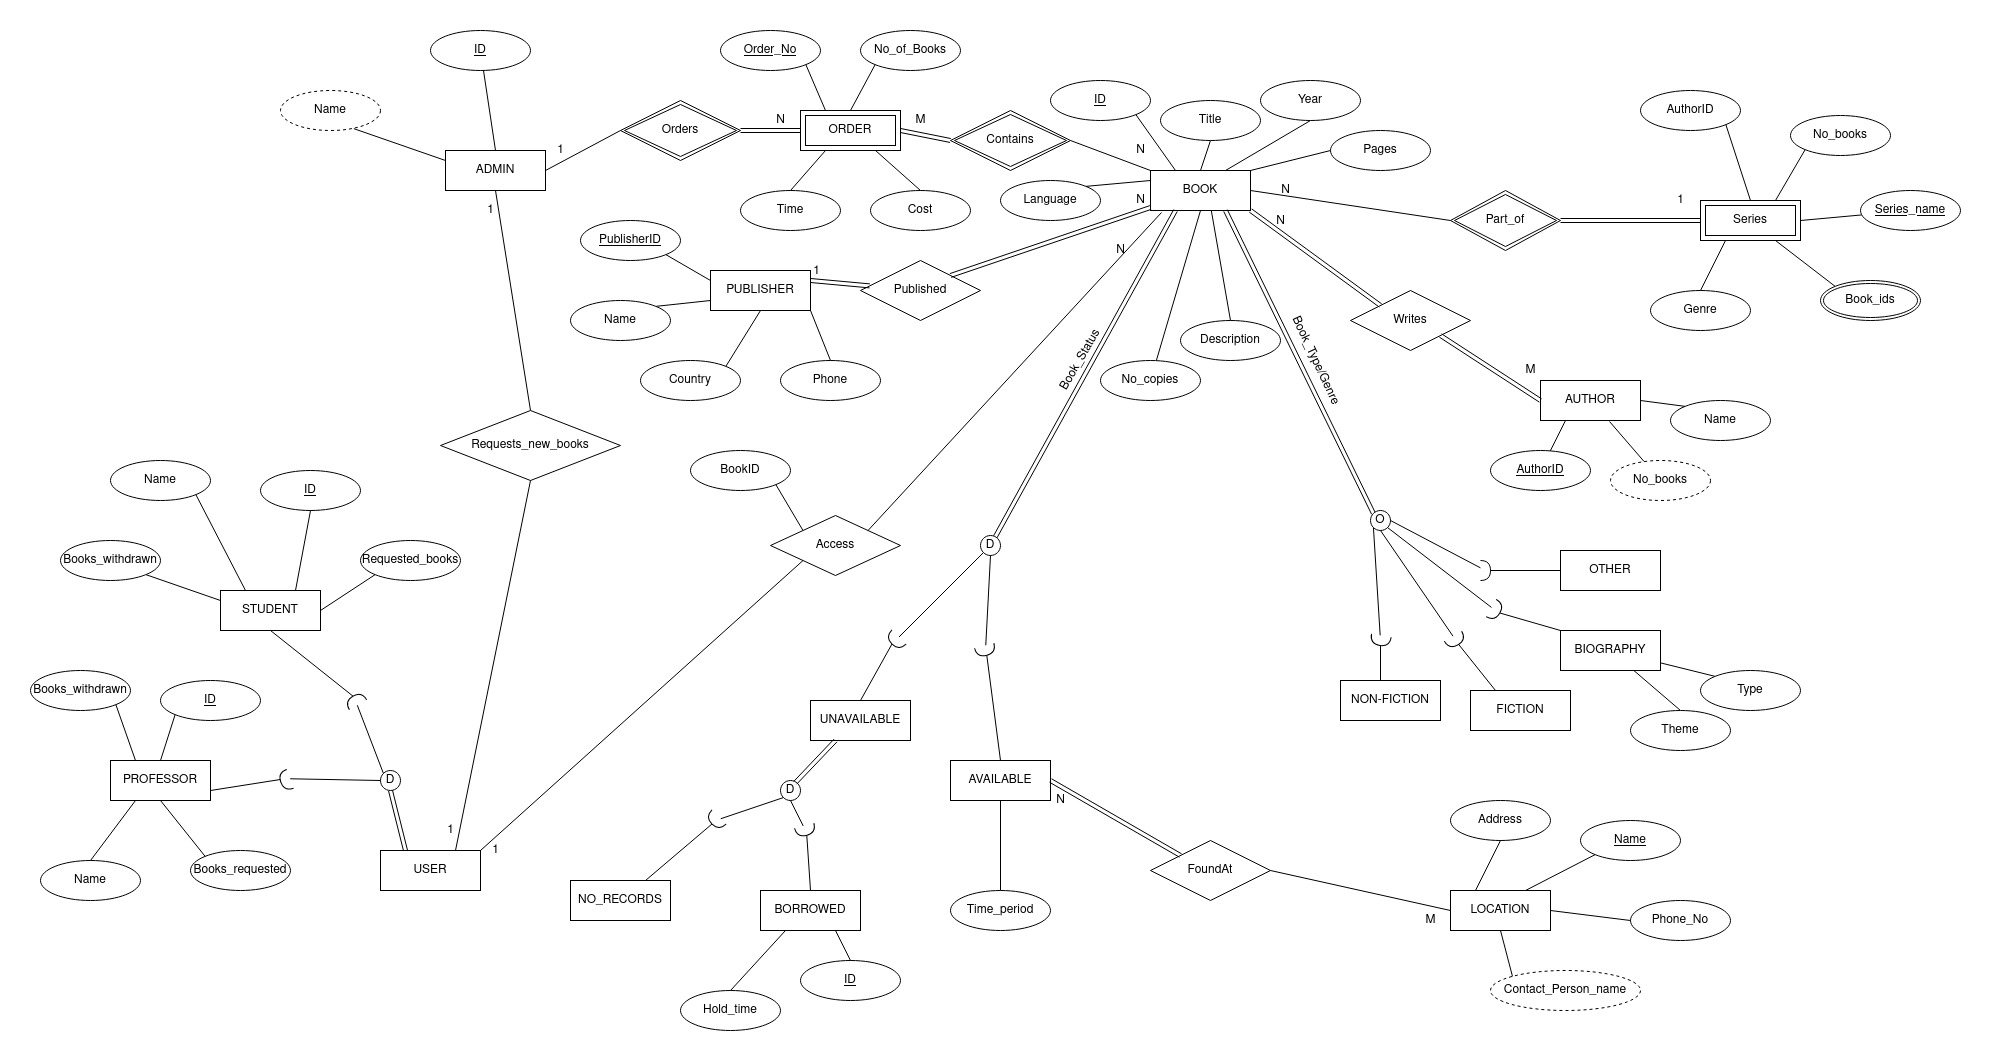 ID
Order_No
No_of_Books
Name
ID
Title
Year
AuthorID
No_books
Orders
N
ORDER
M
Contains
N
Pages
1
ADMIN
BOOK
Language
N
N
1
Part_of
Series
Series_name
1
Time
Cost
N
PublisherID
N
1
PUBLISHER
Published
Book_ids
Name
Genre
Writes
Description
Country
Phone
Book_Status
No_copies
Book_Type/Genre
M
AUTHOR
Name
Requests_new_books
BookID
AuthorID
No_books
Name
ID
O
Access
D
Books_withdrawn
Requested_books
OTHER
STUDENT
BIOGRAPHY
Books_withdrawn
ID
Type
NON-FICTION
FICTION
Theme
UNAVAILABLE
PROFESSOR
D
D
AVAILABLE
N
Address
1
1
Name
USER
FoundAt
Name
Books_requested
NO_RECORDS
BORROWED
Time_period
LOCATION
M
Phone_No
ID
Contact_Person_name
Hold_time